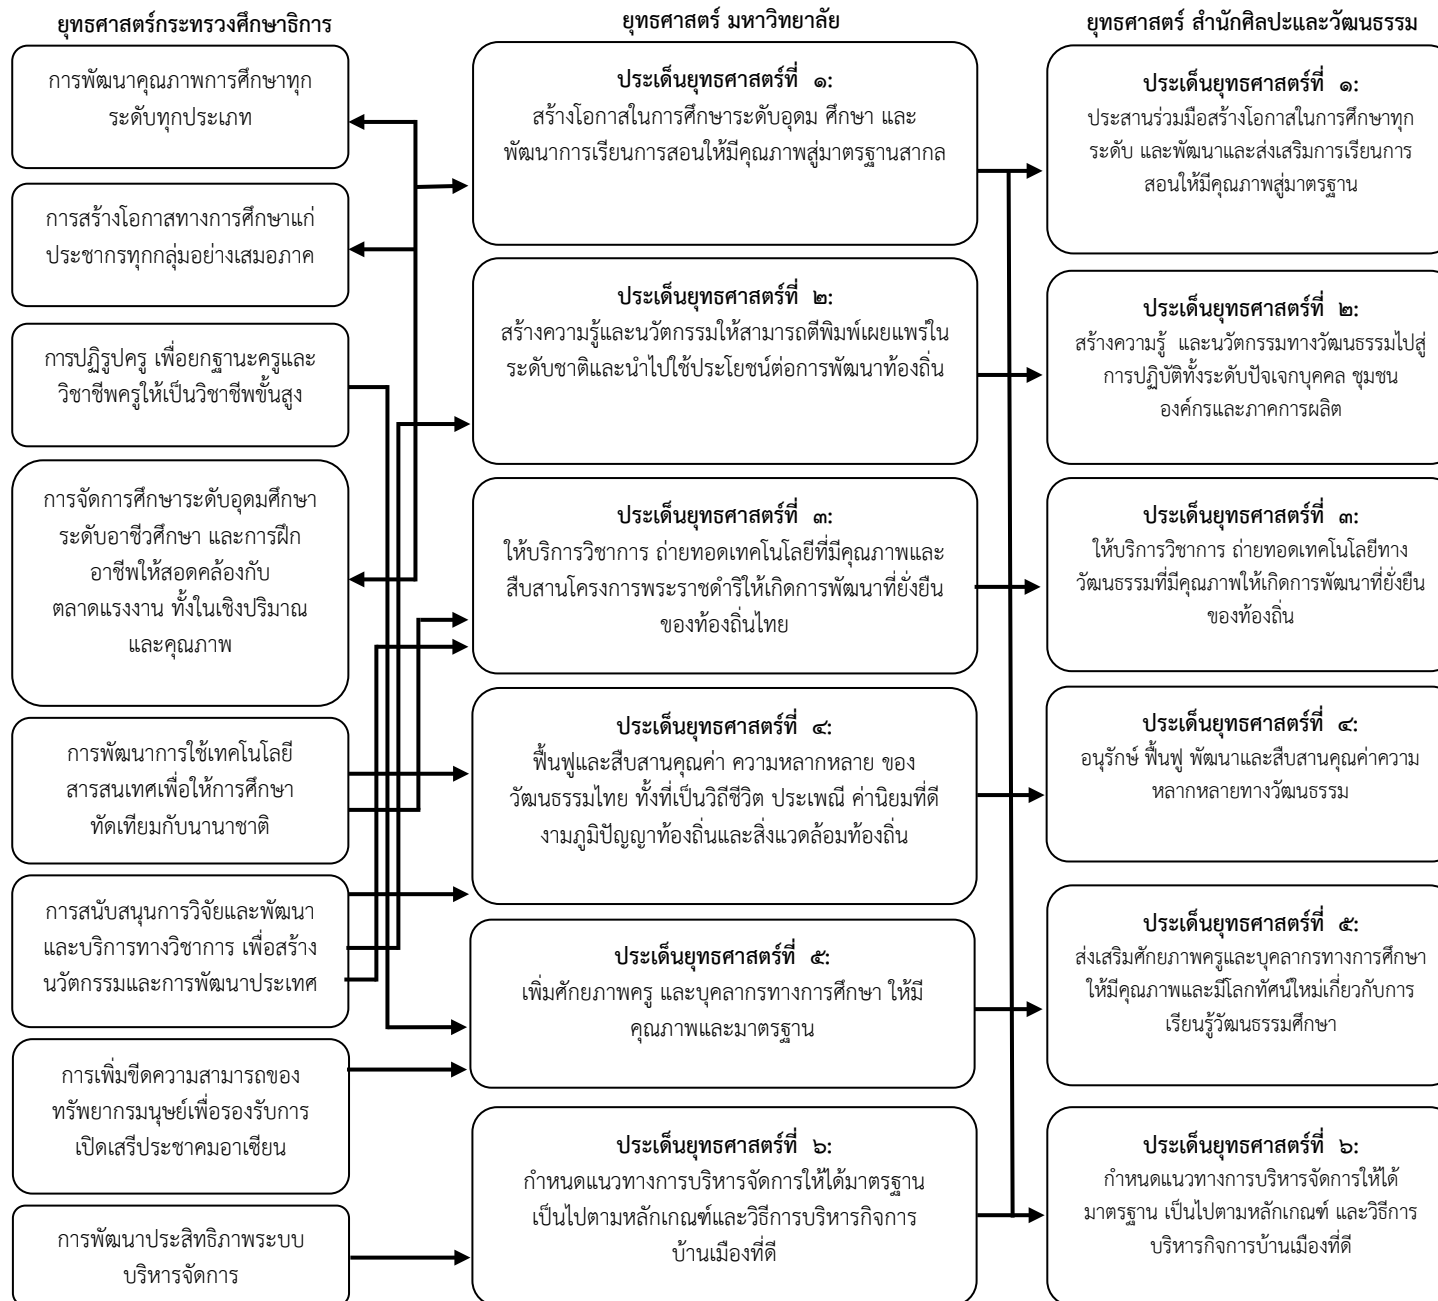 ยุทธศาสตร์กระทรวงศึกษาธิการ
การพัฒนาคุณภาพการศึกษาทุก
ระดับทุกประเภท
การสร้างโอกาสทางการศึกษาแก่
ประชากรทุกกลุ่มอย่างเสมอภาค
การปฏิรูปครู เพื่อยกฐานะครูและ
วิชาชีพครูให้เป็นวิชาชีพขั้นสูง
การจัดการศึกษาระดับอุดมศึกษา
ระดับอาชีวศึกษา และการฝึก
อาชีพให้สอดคล้องกับ
ตลาดแรงงาน ทั้งในเชิงปริมาณ
และคุณภาพ
การพัฒนาการใช้เทคโนโลยี
สารสนเทศเพื่อให้การศึกษา
ทัดเทียมกับนานาชาติ
การสนับสนุนการวิจัยและพัฒนา
และบริการทางวิชาการ เพื่อสร้าง
นวัตกรรมและการพัฒนาประเทศ
การเพิ่มขีดความสามารถของ
ทรัพยากรมนุษย์เพื่อรองรับการ
เปิดเสรีประชาคมอาเซียน
การพัฒนาประสิทธิภาพระบบ
บริหารจัดการ
ยุทธศาสตร์ มหาวิทยาลัย
ประเด็นยุทธศาสตร์ที่ ๑:
สร้างโอกาสในการศึกษาระดับอุดม ศึกษา และ
พัฒนาการเรียนการสอนให้มีคุณภาพสู่มาตรฐานสากล
ประเด็นยุทธศาสตร์ที่ ๒:
สร้างความรู้และนวัตกรรมให้สามารถตีพิมพ์เผยแพร่ใน
ระดับชาติและนำไปใช้ประโยชน์ต่อการพัฒนาท้องถิ่น
ประเด็นยุทธศาสตร์ที่ ๓:
ให้บริการวิชาการ ถ่ายทอดเทคโนโลยีที่มีคุณภาพและ
สืบสานโครงการพระราชดำริให้เกิดการพัฒนาที่ยั่งยืน
ของท้องถิ่นไทย
ประเด็นยุทธศาสตร์ที่ ๔:
ฟื้นฟูและสืบสานคุณค่า ความหลากหลาย ของ
วัฒนธรรมไทย ทั้งที่เป็นวิถีชีวิต ประเพณี ค่านิยมที่ดี
งามภูมิปัญญาท้องถิ่นและสิ่งแวดล้อมท้องถิ่น
ประเด็นยุทธศาสตร์ที่ ๕:
เพิ่มศักยภาพครู และบุคลากรทางการศึกษา ให้มี
คุณภาพและมาตรฐาน
ประเด็นยุทธศาสตร์ที่ ๖:
กำหนดแนวทางการบริหารจัดการให้ได้มาตรฐาน
เป็นไปตามหลักเกณฑ์และวิธีการบริหารกิจการ
บ้านเมืองที่ดี
ยุทธศาสตร์ สำนักศิลปะและวัฒนธรรม
ประเด็นยุทธศาสตร์ที่ ๑:
ประสานร่วมมือสร้างโอกาสในการศึกษาทุก
ระดับ และพัฒนาและส่งเสริมการเรียนการ
สอนให้มีคุณภาพสู่มาตรฐาน
ประเด็นยุทธศาสตร์ที่ ๒:
สร้างความรู้ และนวัตกรรมทางวัฒนธรรมไปสู่
การปฏิบัติทั้งระดับปัจเจกบุคคล ชุมชน
องค์กรและภาคการผลิต
ประเด็นยุทธศาสตร์ที่ ๓:
ให้บริการวิชาการ ถ่ายทอดเทคโนโลยีทาง
วัฒนธรรมที่มีคุณภาพให้เกิดการพัฒนาที่ยั่งยืน
ของท้องถิ่น
ประเด็นยุทธศาสตร์ที่ ๔:
อนุรักษ์ ฟื้นฟู พัฒนาและสืบสานคุณค่าความ
หลากหลายทางวัฒนธรรม
ประเด็นยุทธศาสตร์ที่ ๕:
ส่งเสริมศักยภาพครูและบุคลากรทางการศึกษา
ให้มีคุณภาพและมีโลกทัศน์ใหม่เกี่ยวกับการ
เรียนรู้วัฒนธรรมศึกษา
ประเด็นยุทธศาสตร์ที่ ๖:
กำหนดแนวทางการบริหารจัดการให้ได้
มาตรฐาน เป็นไปตามหลักเกณฑ์ และวิธีการ
บริหารกิจการบ้านเมืองที่ดี